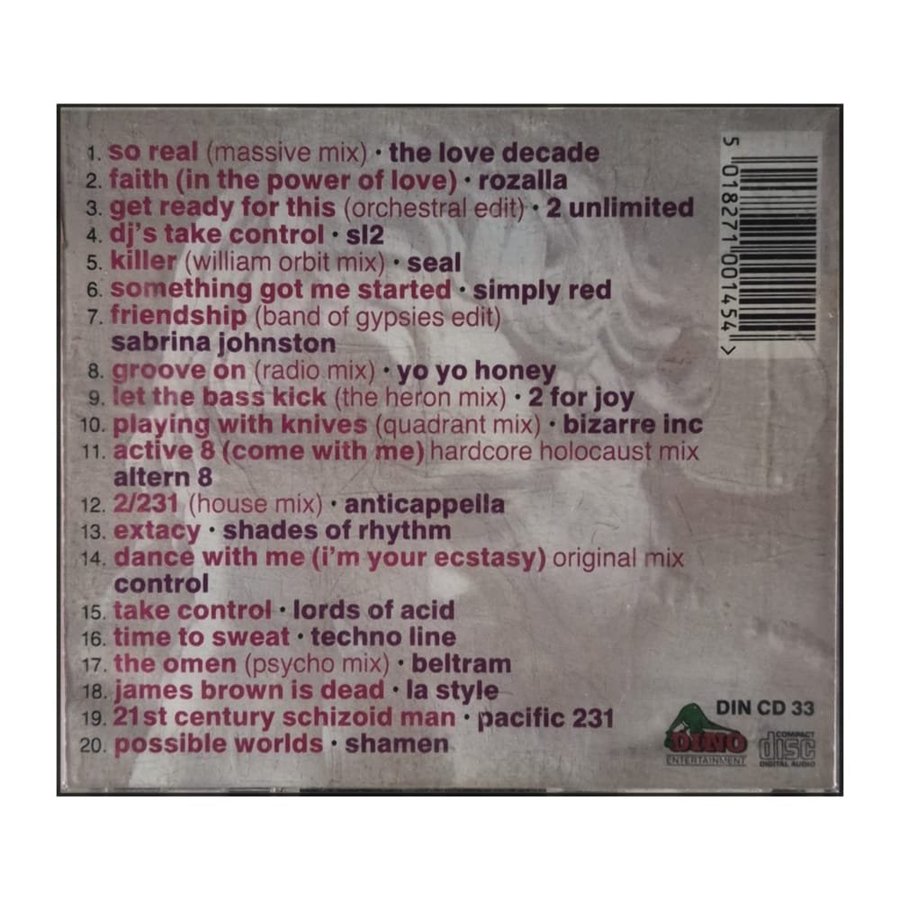 1. so real (massive mix) · the love decade
2. faith (in the power of love) · rozalla
3. get ready for this (orchestral edit) · 2 unlimited
4. dj's take control · sl2
5. killer (william orbit mix) · seal
6. something got me started · simply red
7. friendship (band of gypsies edit)
sabrina johnston
8. groove on (radio mix) · yo yo honey
9. let the bass kick (the heron mix) · 2 for joy
10. playing with knives (quadrant mix) · bizarre inc
11. active 8 (come with me) hardcore holocaust mix
altern 8
12. 2/231 (house mix) · anticappella
13. extacy · shades of rhythm
14. dance with me (i'm your ecstasy) original mix
control
15. take control · lords of acid
16. time to sweat · techno line
17. the omen (psycho mix) · beltram
18. james brown is dead · la style
19. 21st century schizoid man · pacific 231
20. possible worlds · shamen
5 018271 001454 >
DIN CD 33
DINO
ENTERTAINMENT
COMPACT
disc
DIGITAL AUDIO